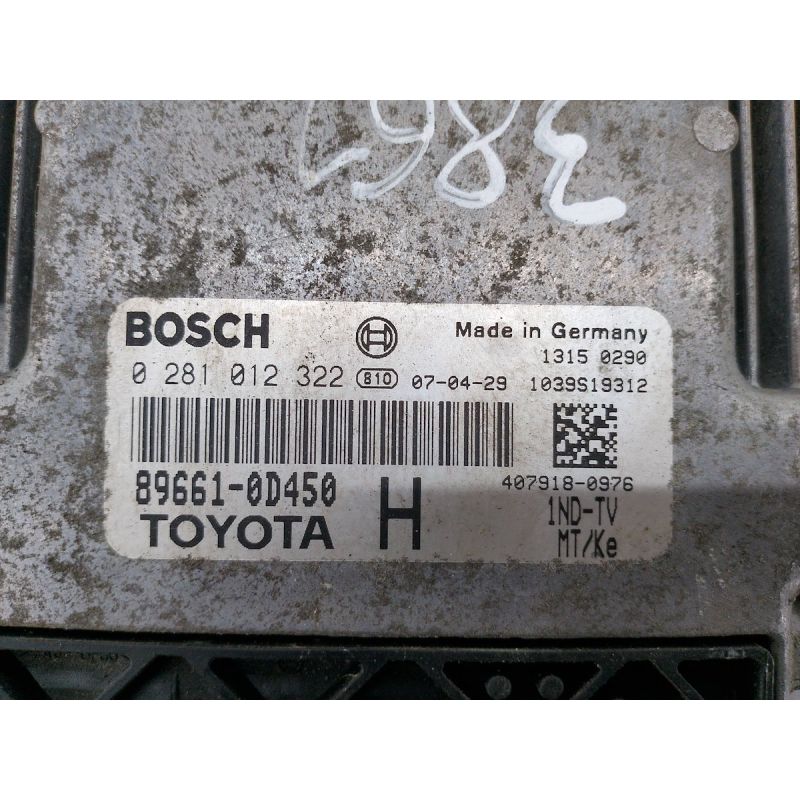 3867
BOSCH
Made in Germany
1315 0290
0 281 012 322 810 07-04-29 1039S19312
89661-0D450
407918-0976
TOYOTA
H
1ND-TV
MT/Ke